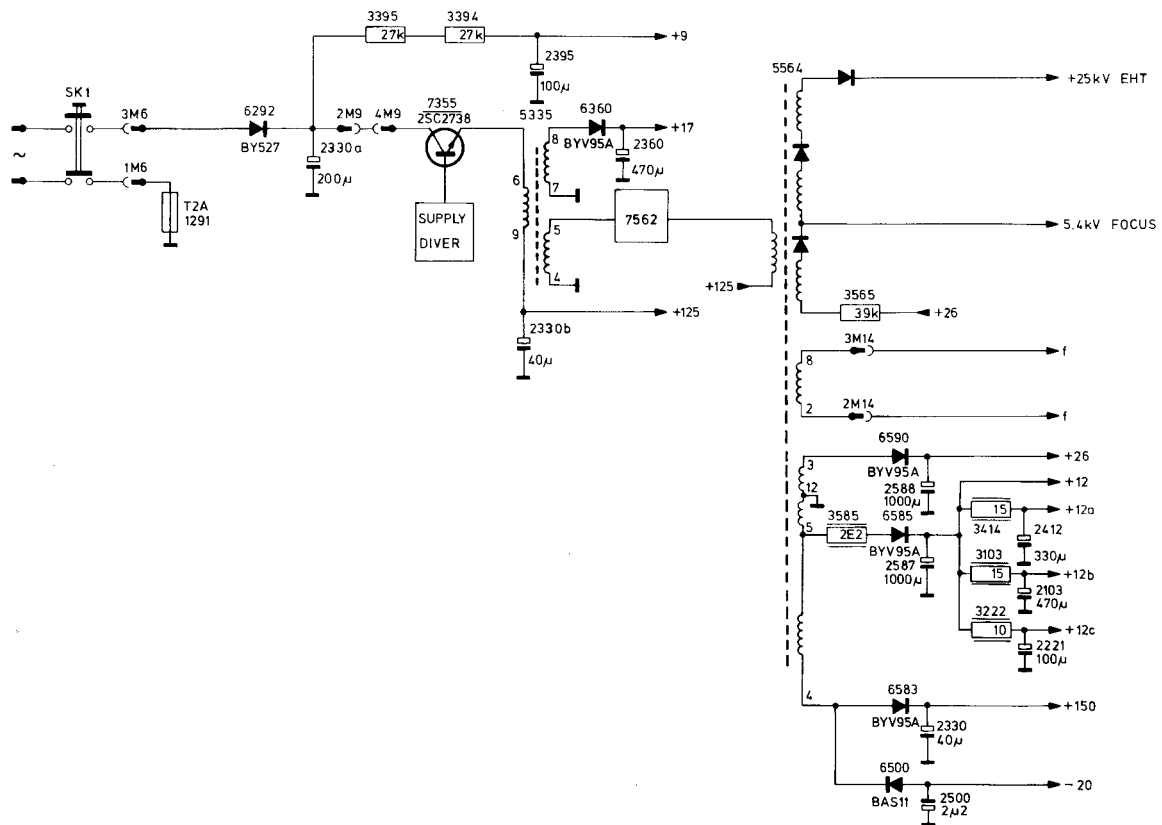 3395
27k
3394
27k
+9
2395
100µ
SK1
3M6
6292
BY527
2M9
4M9
7355
2SC2738
2330a
200µ
~
1M6
T2A
1291
SUPPLY
DIVER
5335
6360
BYV95A
+17
2360
470µ
8
7
6
9
5
4
7562
+125
+125
2330b
40µ
5564
+25kV EHT
5,4kV FOCUS
3565
39k
+26
3M14
f
8
2
2M14
f
6590
BYV95A
+26
3
12
2588
1000µ
+12
3585
2E2
6585
BYV95A
5
2587
1000µ
15
3414
+12a
2412
330µ
3103
15
+12b
2103
470µ
3222
10
+12c
2221
100µ
4
6583
BYV95A
+150
2330
40µ
6500
BAS11
-20
2500
2µ2